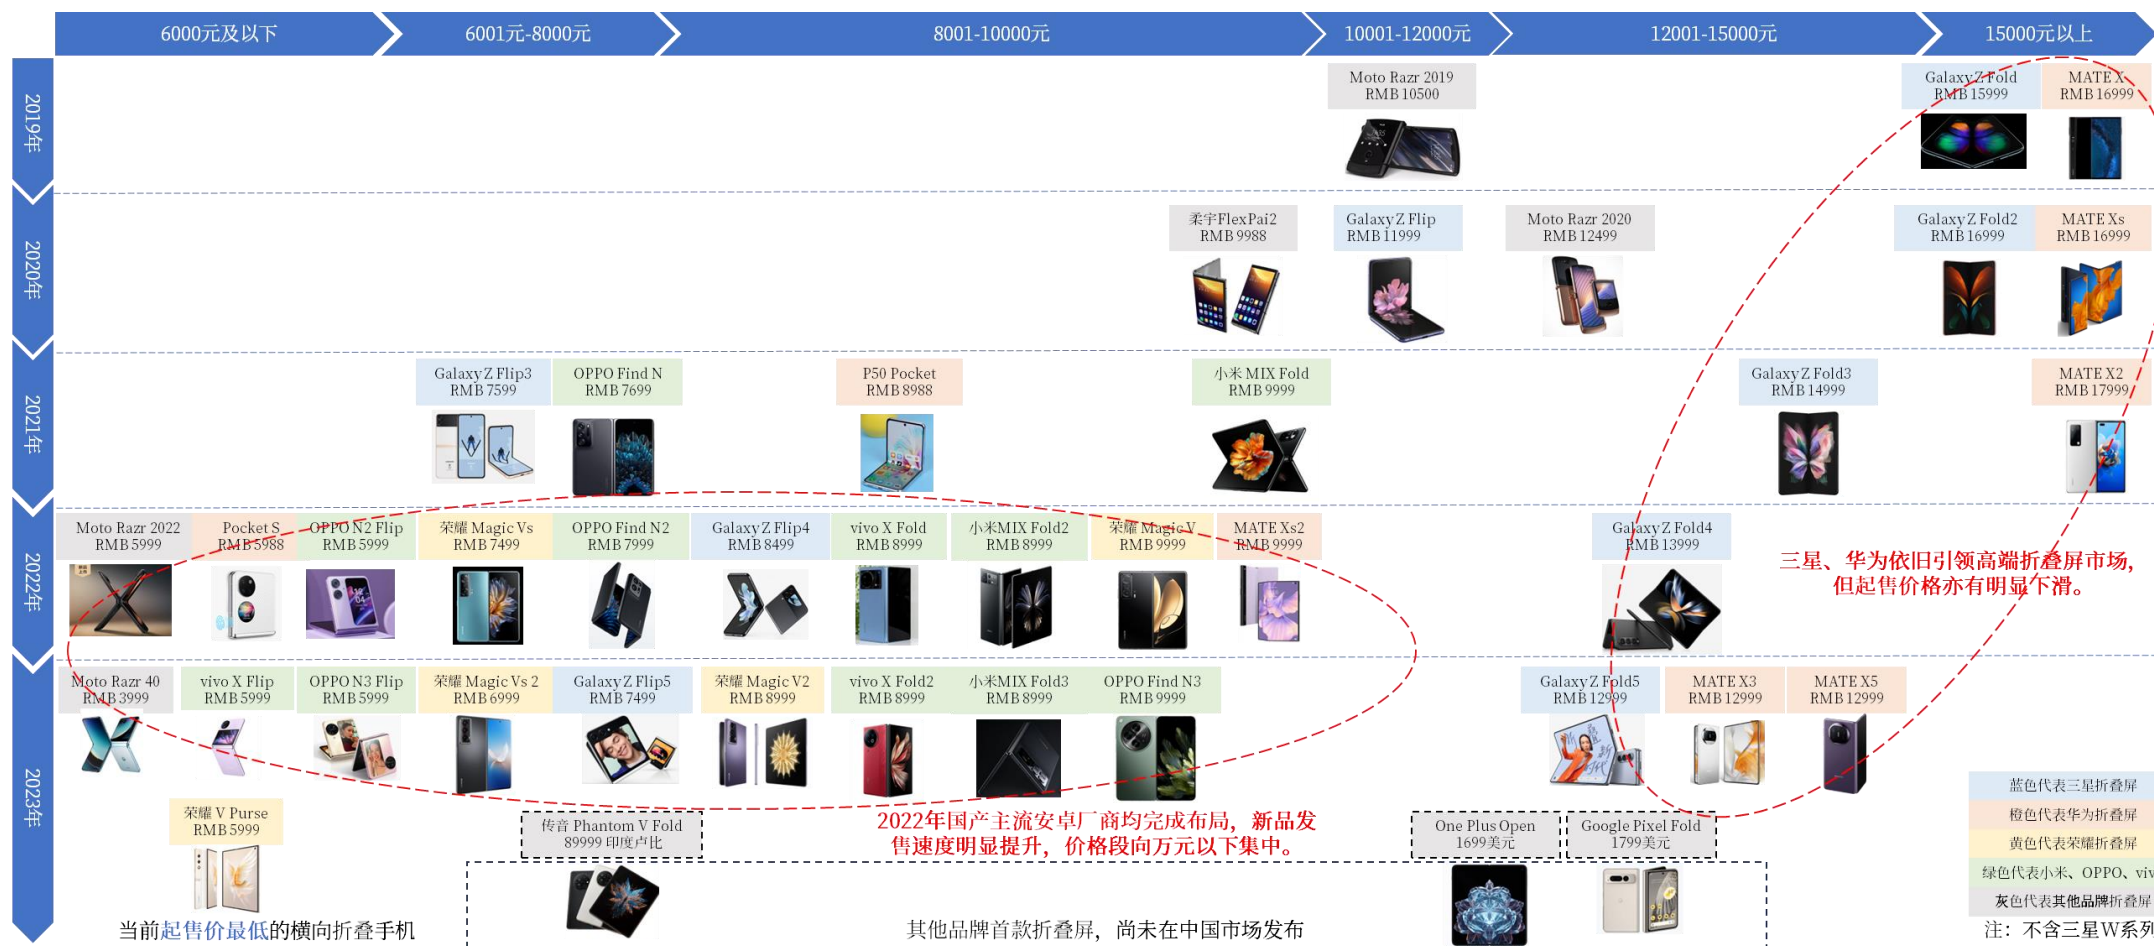 6000元及以下
6001元-8000元
8001-10000元
10001-12000元
12001-15000元
15000元以上
2019年
Moto Razr 2019
RMB 10500
Galaxy Z Fold
RMB 15999
MATE X
RMB 16999
2020年
柔宇FlexPai2
RMB 9988
Galaxy Z Flip
RMB 11999
Moto Razr 2020
RMB 12499
Galaxy Z Fold2
RMB 16999
MATE Xs
RMB 16999
2021年
Galaxy Z Flip3
RMB 7599
OPPO Find N
RMB 7699
P50 Pocket
RMB 8988
小米 MIX Fold
RMB 9999
Galaxy Z Fold3
RMB 14999
MATE X2
RMB 17999
2022年
Moto Razr 2022
RMB 5999
Pocket S
RMB 5988
OPPO N2 Flip
RMB 5999
荣耀 Magic Vs
RMB 7499
OPPO Find N2
RMB 7999
Galaxy Z Flip4
RMB 8499
vivo X Fold
RMB 8999
小米MIX Fold2
RMB 8999
荣耀 Magic V
RMB 9999
MATE Xs2
RMB 9999
Galaxy Z Fold4
RMB 13999
三星、华为依旧引领高端折叠屏市场，
但起售价格亦有明显下滑。
2023年
Moto Razr 40
RMB 3999
vivo X Flip
RMB 5999
OPPO N3 Flip
RMB 5999
荣耀 Magic Vs 2
RMB 6999
Galaxy Z Flip5
RMB 7499
荣耀 Magic V2
RMB 8999
vivo X Fold2
RMB 8999
小米MIX Fold3
RMB 8999
OPPO Find N3
RMB 9999
Galaxy Z Fold5
RMB 12999
MATE X3
RMB 12999
MATE X5
RMB 12999
荣耀 V Purse
RMB 5999
传音 Phantom V Fold
89999 印度卢比
2022年国产主流安卓厂商均完成布局，新品发
售速度明显提升，价格段向万元以下集中。
One Plus Open
1699美元
Google Pixel Fold
1799美元
当前起售价最低的横向折叠手机
其他品牌首款折叠屏，尚未在中国市场发布
蓝色代表三星折叠屏
橙色代表华为折叠屏
黄色代表荣耀折叠屏
绿色代表小米、OPPO、viv
灰色代表其他品牌折叠屏
注：不含三星W系列